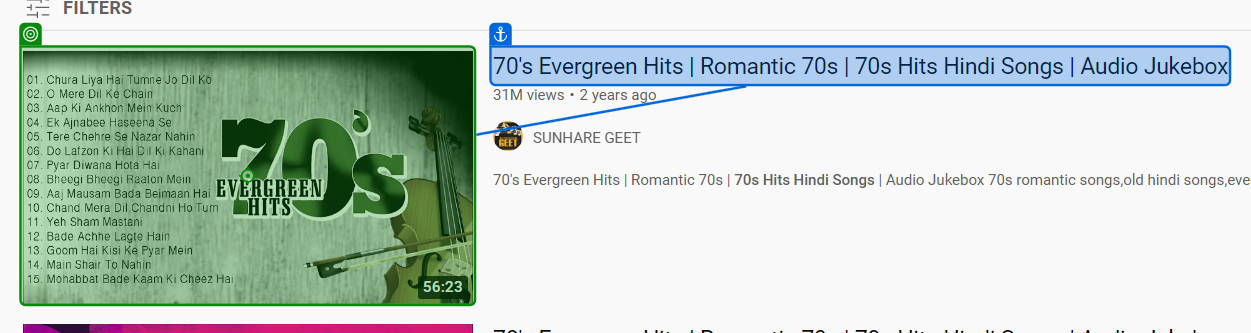 FILTERS
01. Chura Liya Hai Tumne Jo Dil Ko
02. O Mere Dil Ke Chain
03. Aap Ki Ankhon Mein Kuch
04. Ek Ajnabee Haseena Se
05. Tere Chehre Se Nazar Nahin
06. Do Lafzon Ki Hai Dil Ki Kahani
07. Pyar Diwana Hota Hai
08. Bheegi Bheegi Raaton Mein
09. Aaj Mausam Bada Beimaan Hai
10. Chand Mera Dil Chandni Ho Tum
11. Yeh Sham Mastani
12. Bade Achhe Lagte Hain
13. Goom Hai Kisi Ke Pyar Mein
14. Main Shair To Nahin
15. Mohabbat Bade Kaam Ki Cheez Hai
70's
EVERGREEN
HITS
56:23
70's Evergreen Hits | Romantic 70s | 70s Hits Hindi Songs | Audio Jukebox
31M views • 2 years ago
GEET
SUNHARE GEET
70's Evergreen Hits | Romantic 70s | 70s Hits Hindi Songs | Audio Jukebox 70s romantic songs,old hindi songs,eve